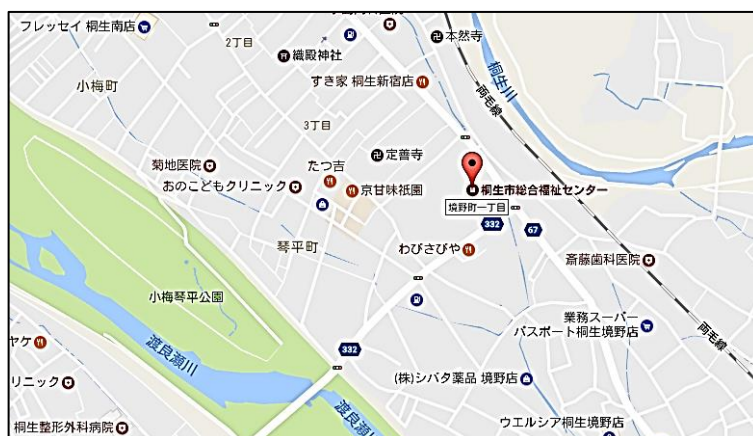 フレッセイ 桐生南店
2丁目
織殿神社
本然寺
小梅町
すき家 桐生新宿店
桐生川
両毛線
3丁目
定善寺
菊地医院
たつ吉
おのこどもクリニック
京甘味祇園
桐生市総合福祉センター
境野町一丁目
332
67
琴平町
わびさびや
斎藤歯科医院
小梅琴平公園
業務スーパー
パスポート桐生境野店
両毛線
ヤケ
渡良瀬川
332
リニック
(株)シバタ薬品 境野店
渡良瀬川
桐生整形外科病院
ウエルシア桐生境野店